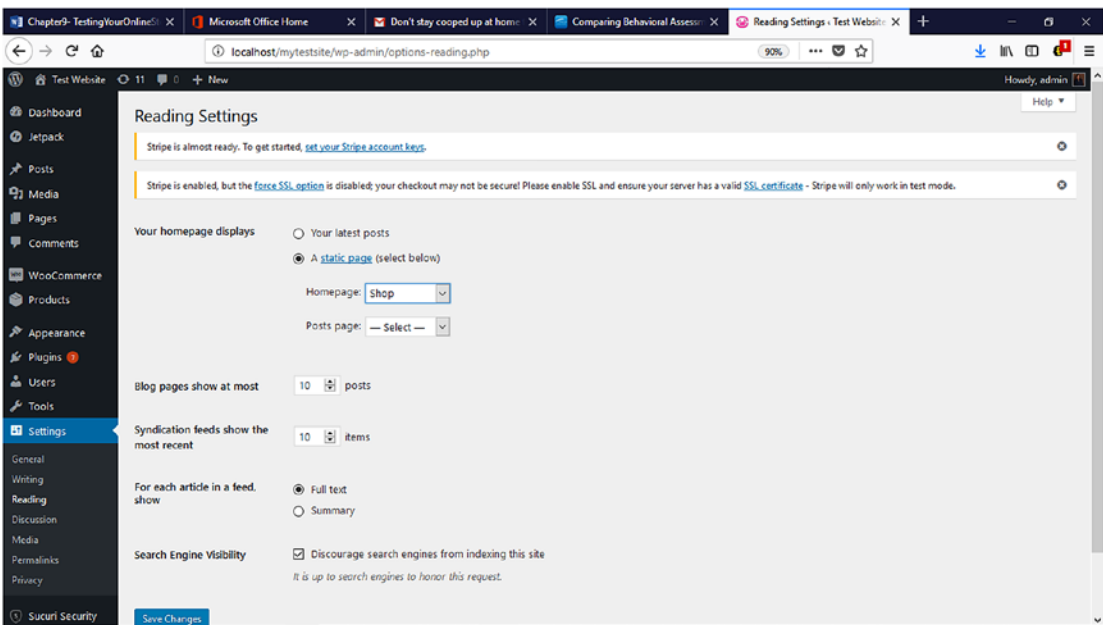 Chapter9- TestingYourOnlineSt
Microsoft Office Home
Don't stay cooped up at home
Comparing Behavioral Assessm
Reading Settings ‹ Test Website
localhost/mytestsite/wp-admin/options-reading.php
90%
Test Website 11 0 + New
Howdy, admin
Help
Dashboard
Jetpack
Posts
Media
Pages
Comments
WooCommerce
Products
Appearance
Plugins
Users
Tools
Settings
General
Writing
Reading
Discussion
Media
Permalinks
Privacy
Sucuri Security
Reading Settings
Stripe is almost ready. To get started, set your Stripe account keys.
Stripe is enabled, but the force SSL option is disabled; your checkout may not be secure! Please enable SSL and ensure your server has a valid SSL certificate - Stripe will only work in test mode.
Your homepage displays
Your latest posts
A static page (select below)
Homepage: Shop
Posts page: — Select —
Blog pages show at most
10 posts
Syndication feeds show the
most recent
10 items
For each article in a feed,
show
Full text
Summary
Search Engine Visibility
Discourage search engines from indexing this site
It is up to search engines to honor this request.
Save Changes